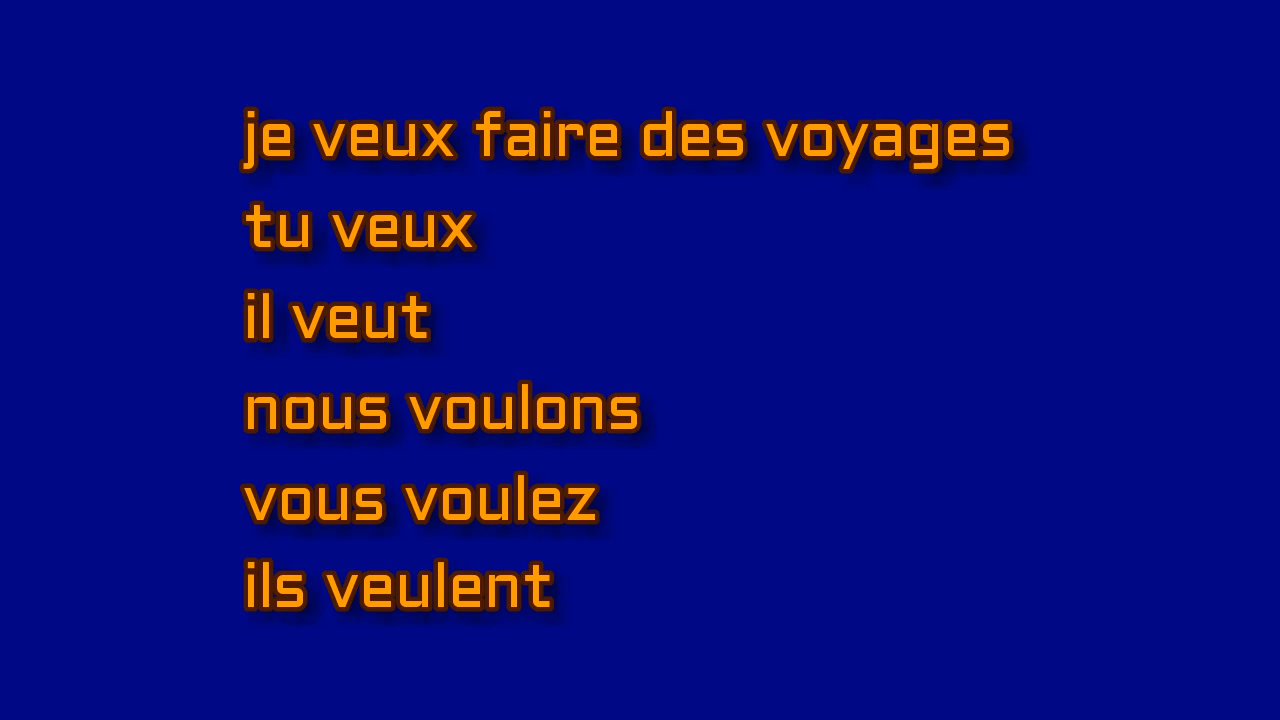 je veux faire des voyages
tu veux
il veut
nous voulons
vous voulez
ils veulent